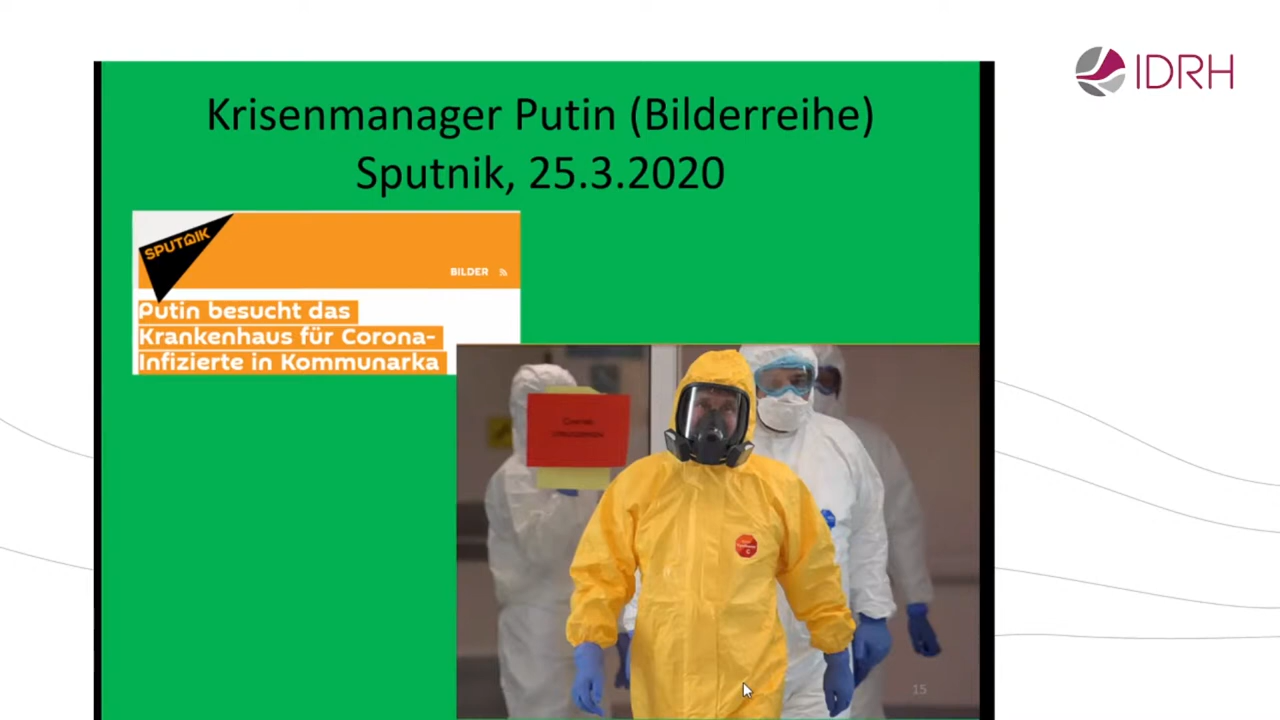 IDRH
Krisenmanager Putin (Bilderreihe)
Sputnik, 25.3.2020
SPUTNIK
BILDER
Putin besucht das
Krankenhaus für Corona-
Infizierte in Kommunarka
15